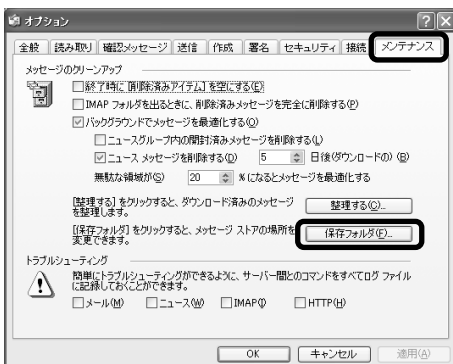 オプション
全般 読み取り 確認メッセージ 送信 作成 署名 セキュリティ 接続 メンテナンス
メッセージのクリーンアップ
終了時に [削除済みアイテム] を空にする(E)
IMAP フォルダを出るときに、削除済みメッセージを完全に削除する(P)
バックグラウンドでメッセージを最適化する(O)
ニュースグループ内の開封済みメッセージを削除する(L)
ニュース メッセージを削除する(D) 5 日後(ダウンロードの) (B)
無駄な領域が(S) 20 %になるとメッセージを最適化する
[整理する] をクリックすると、ダウンロード済みのメッセージ
を整理します。
整理する(C)...
[保存フォルダ] をクリックすると、メッセージ ストアの場所を
変更できます。
保存フォルダ(F)...
トラブルシューティング
簡単にトラブルシューティングができるように、サーバー間とのコマンドをすべてログ ファイル
に記録しておくことができます。
メール(M) ニュース(W) IMAP(I) HTTP(H)
OK キャンセル 適用(A)